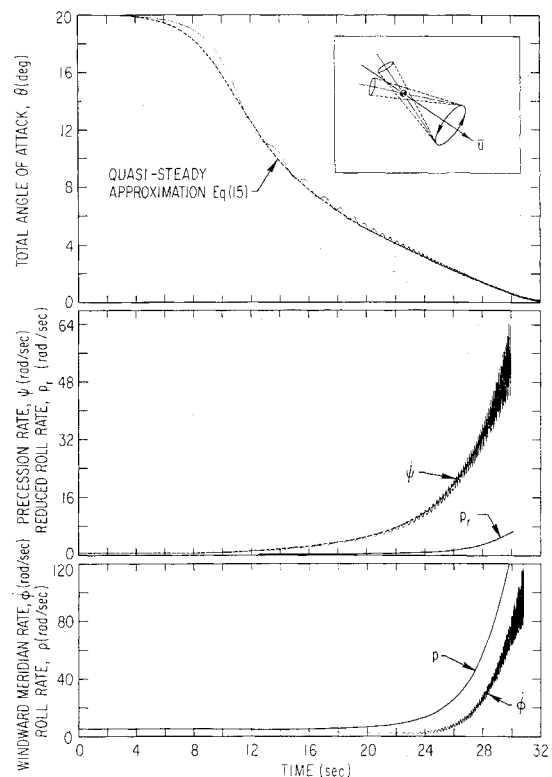 20
16
12
8
4
0
TOTAL ANGLE OF ATTACK, θ(deg)
QUASI-STEADY
APPROXIMATION Eq(15)
ū
64
48
32
16
0
PRECESSION RATE, ψ̇ (rad/sec)
REDUCED ROLL RATE, pᵣ (rad/sec)
ψ̇
pᵣ
120
80
40
0
WINDWARD MERIDIAN RATE, φ̇ (rad/sec)
ROLL RATE, p(rad/sec)
p
φ̇
0 4 8 12 16 20 24 28 32
TIME (sec)